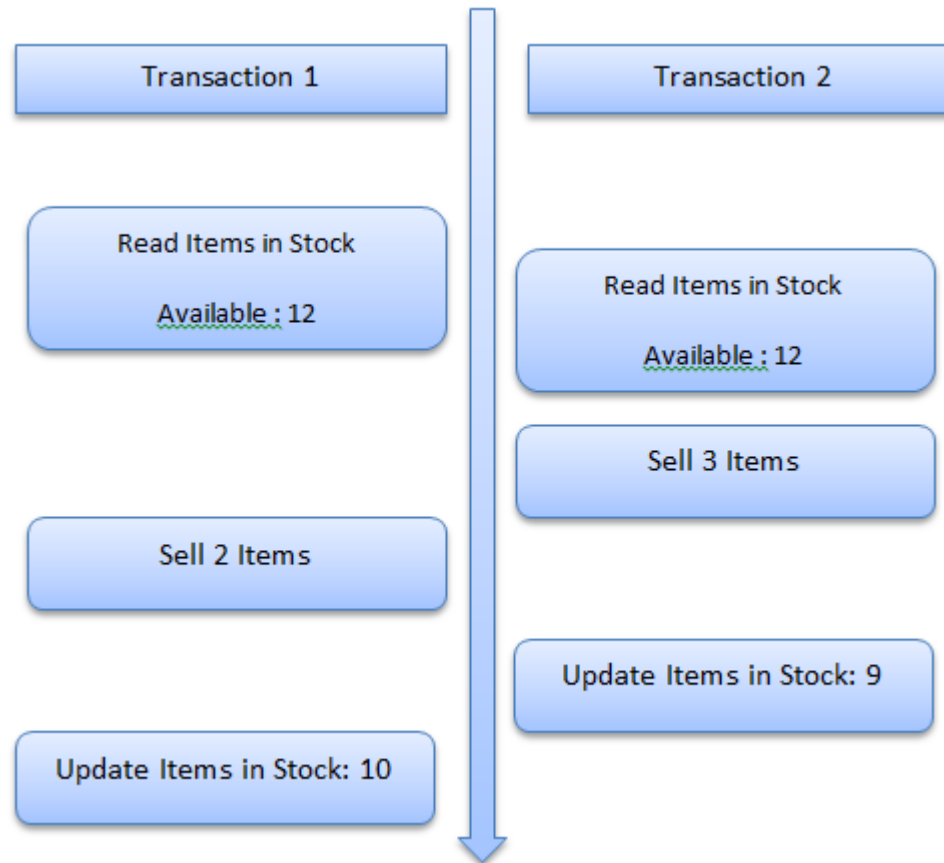 Transaction 1
Transaction 2
Read Items in Stock
Available : 12
Read Items in Stock
Available : 12
Sell 3 Items
Sell 2 Items
Update Items in Stock: 9
Update Items in Stock: 10